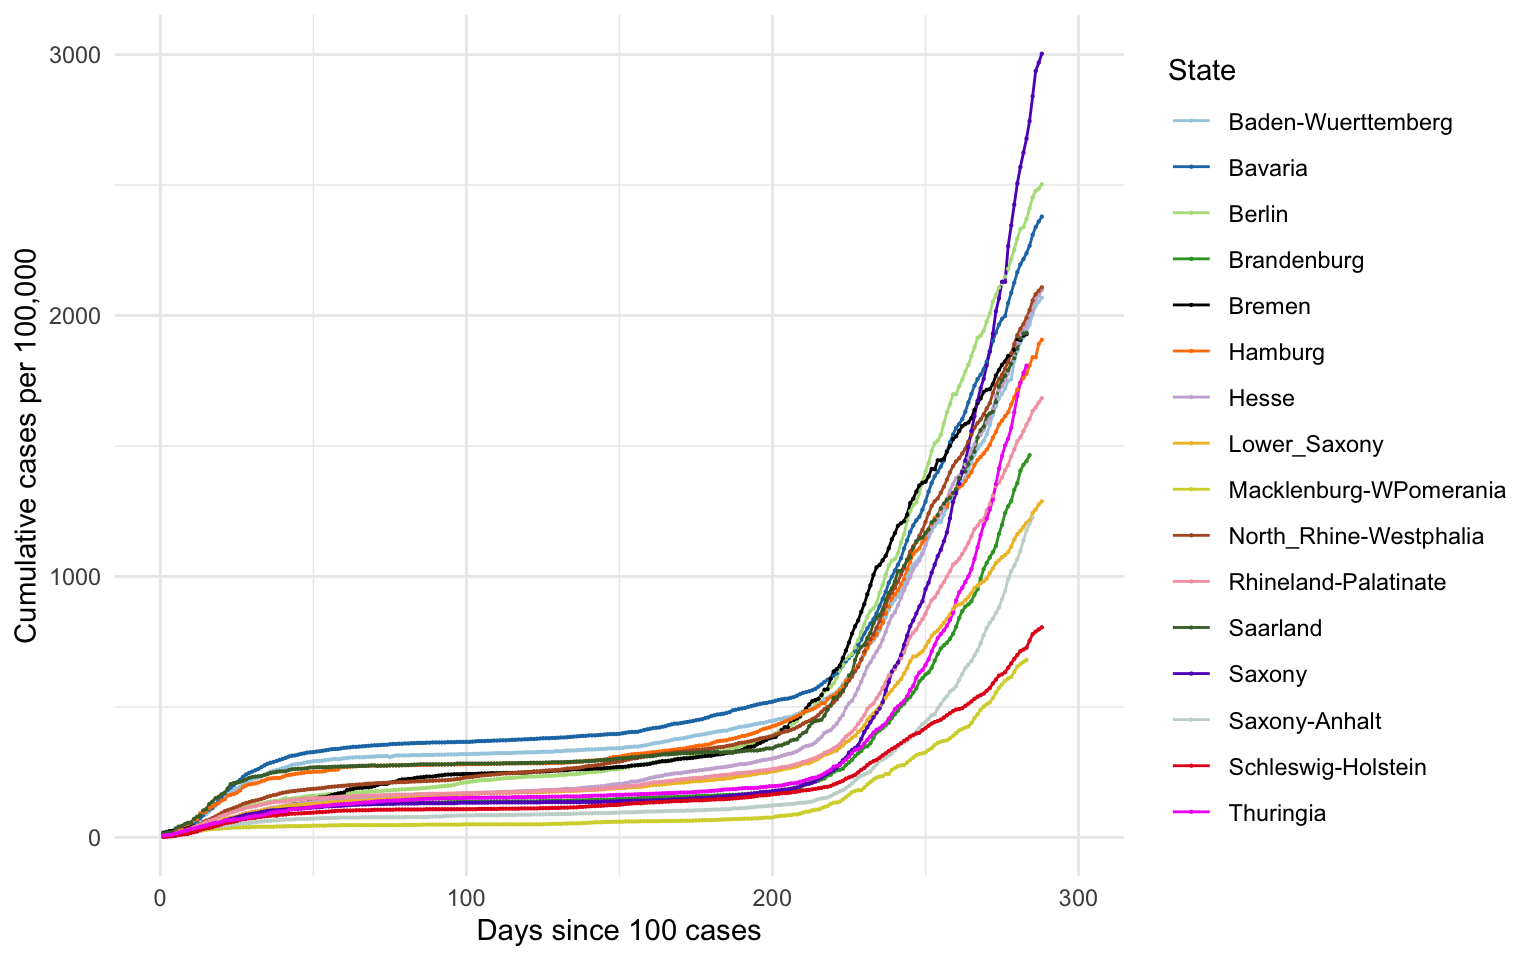 3000
2000
1000
0
Cumulative cases per 100,000
0 100 200 300
Days since 100 cases
State
Baden-Wuerttemberg
Bavaria
Berlin
Brandenburg
Bremen
Hamburg
Hesse
Lower_Saxony
Macklenburg-WPomerania
North_Rhine-Westphalia
Rhineland-Palatinate
Saarland
Saxony
Saxony-Anhalt
Schleswig-Holstein
Thuringia